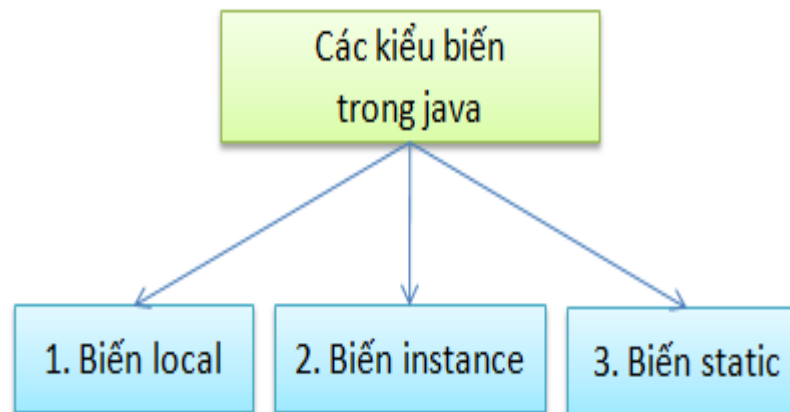 Các kiểu biến
trong java
1. Biến local
2. Biến instance
3. Biến static